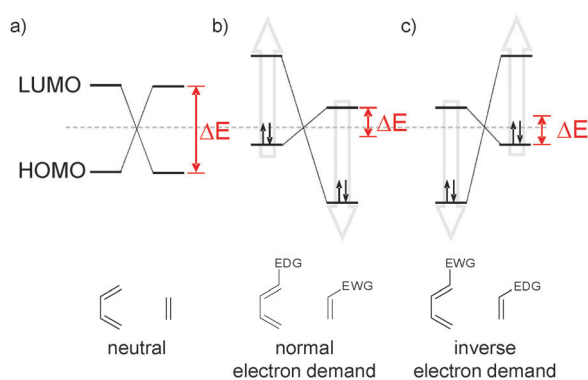 a)
b)
c)
LUMO
HOMO
ΔE
ΔE
ΔE
EDG
EWG
EWG
EDG
neutral
normal
electron demand
inverse
electron demand